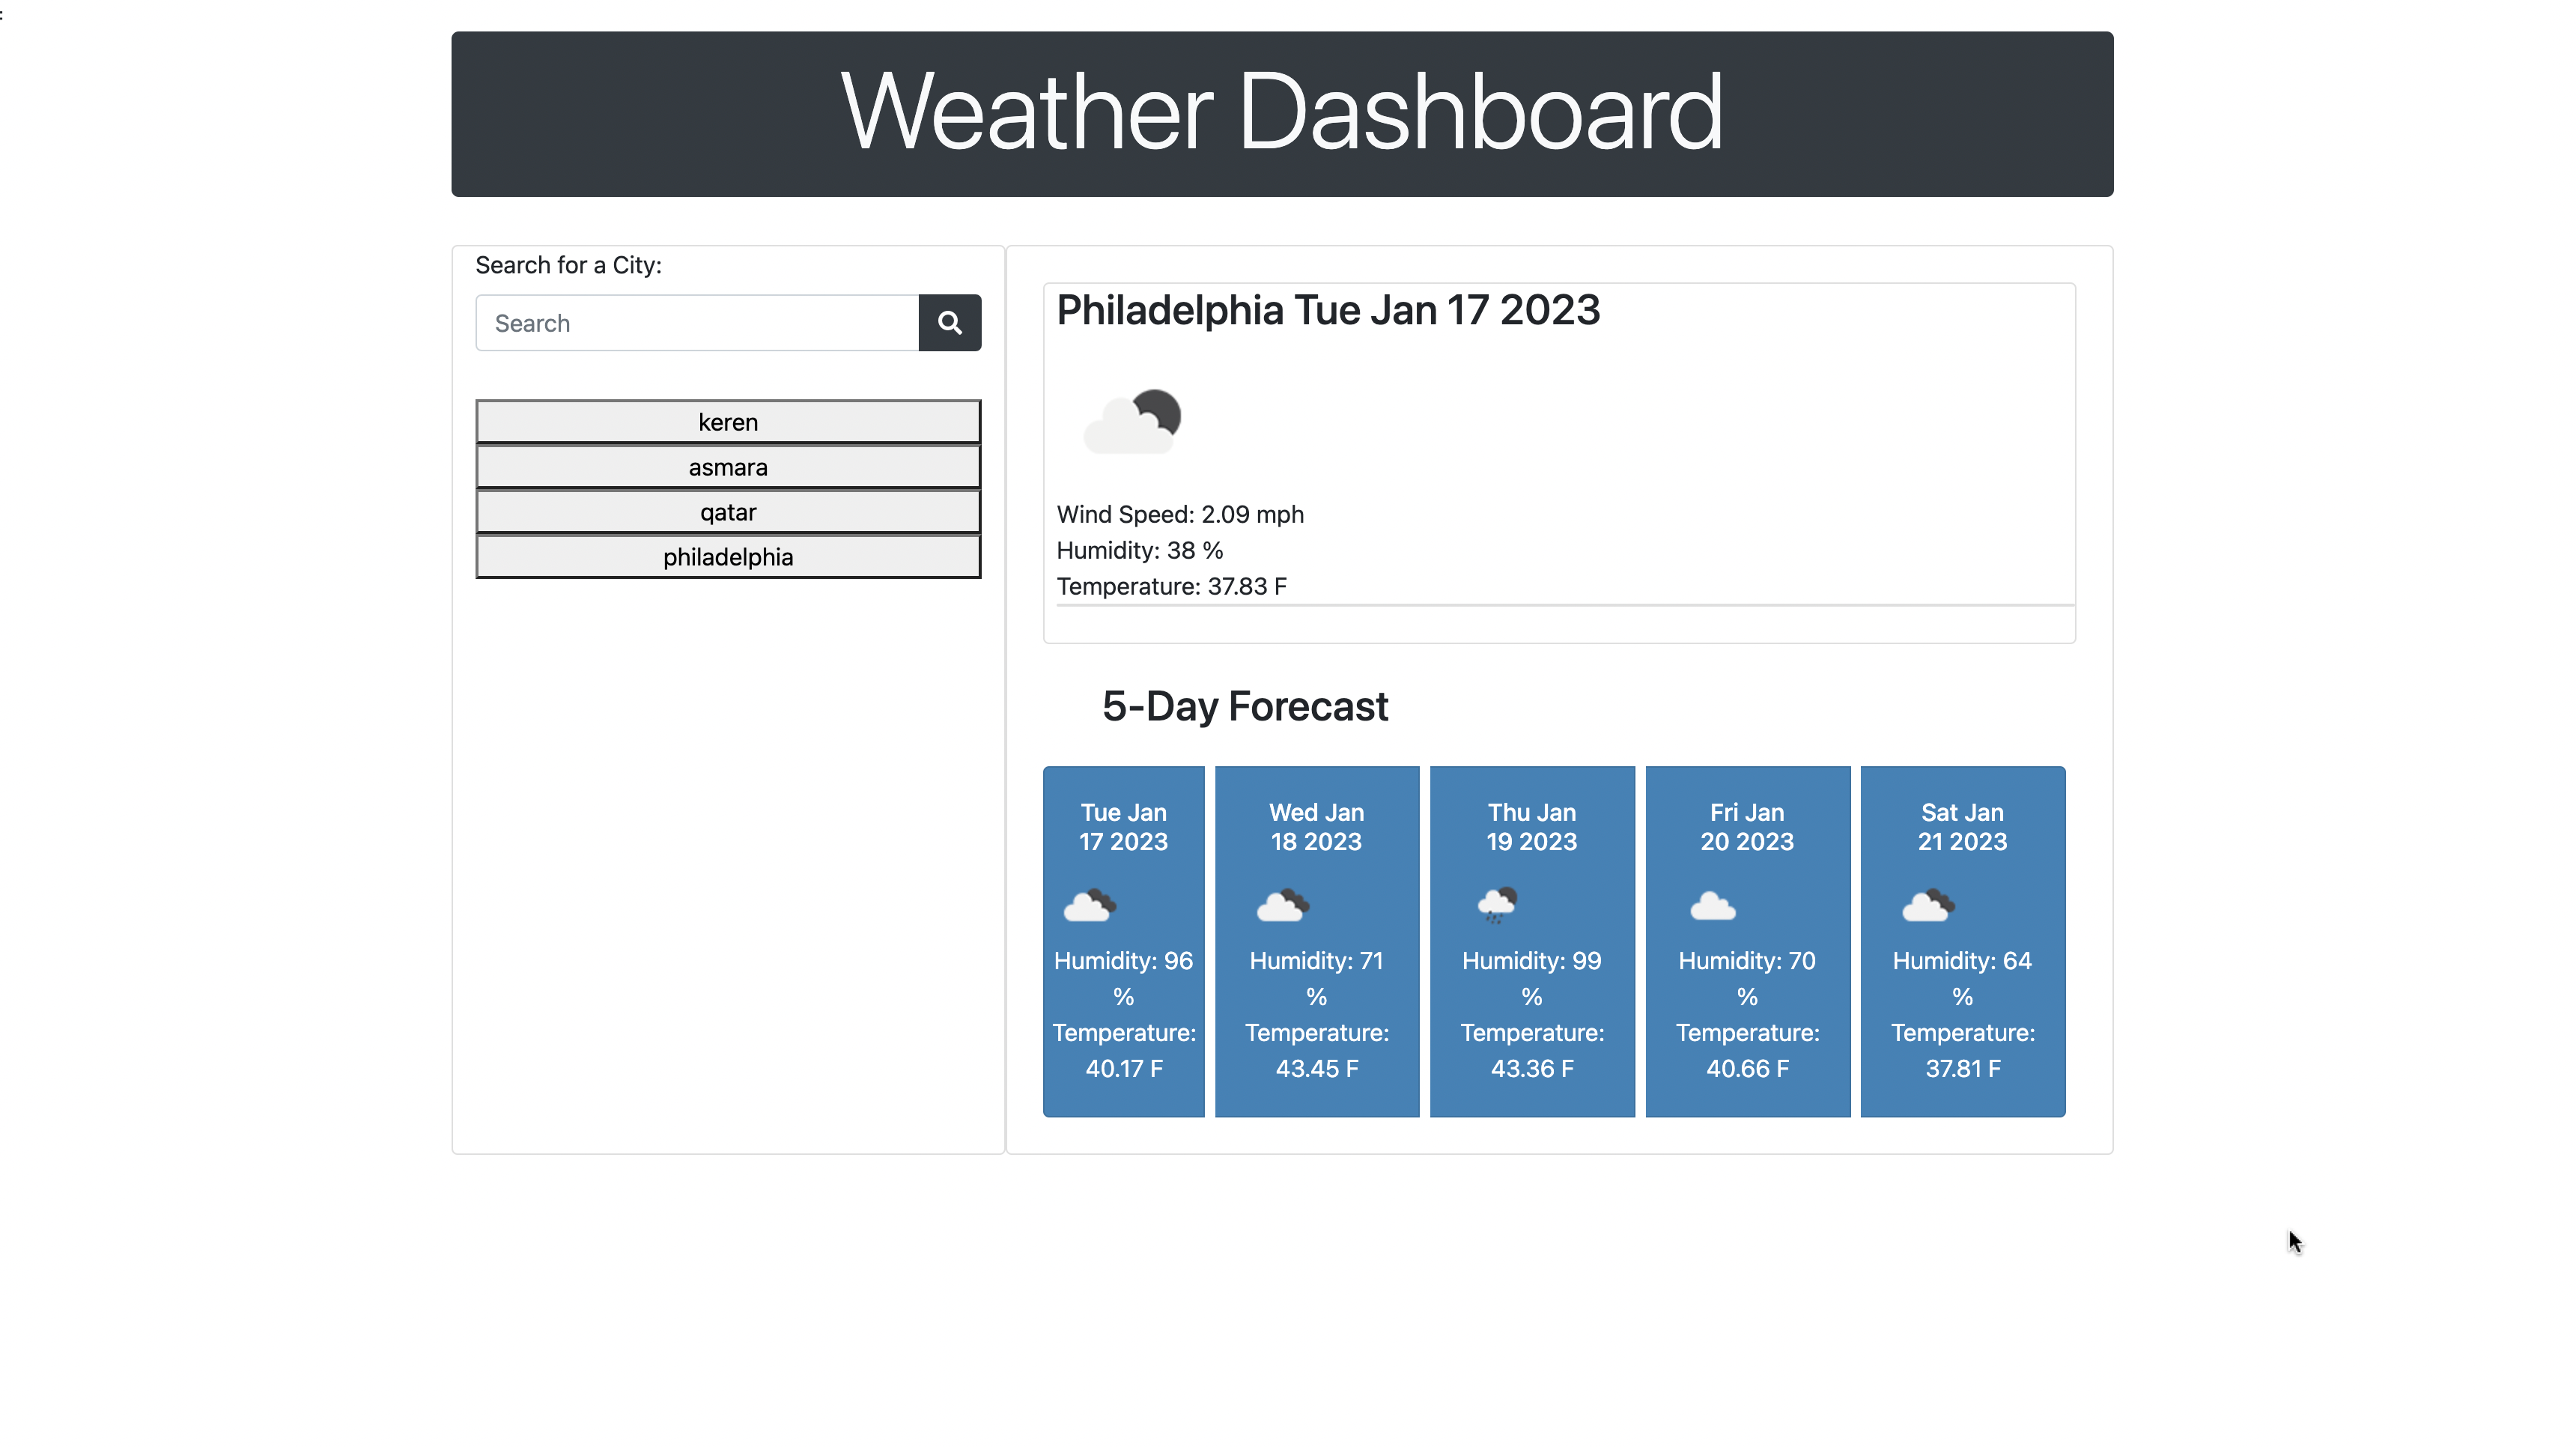 :
Weather Dashboard
Search for a City:
Search
keren
asmara
qatar
philadelphia
Philadelphia Tue Jan 17 2023
Wind Speed: 2.09 mph
Humidity: 38 %
Temperature: 37.83 F
5-Day Forecast
Tue Jan
17 2023
Humidity: 96
%
Temperature:
40.17 F
Wed Jan
18 2023
Humidity: 71
%
Temperature:
43.45 F
Thu Jan
19 2023
Humidity: 99
%
Temperature:
43.36 F
Fri Jan
20 2023
Humidity: 70
%
Temperature:
40.66 F
Sat Jan
21 2023
Humidity: 64
%
Temperature:
37.81 F